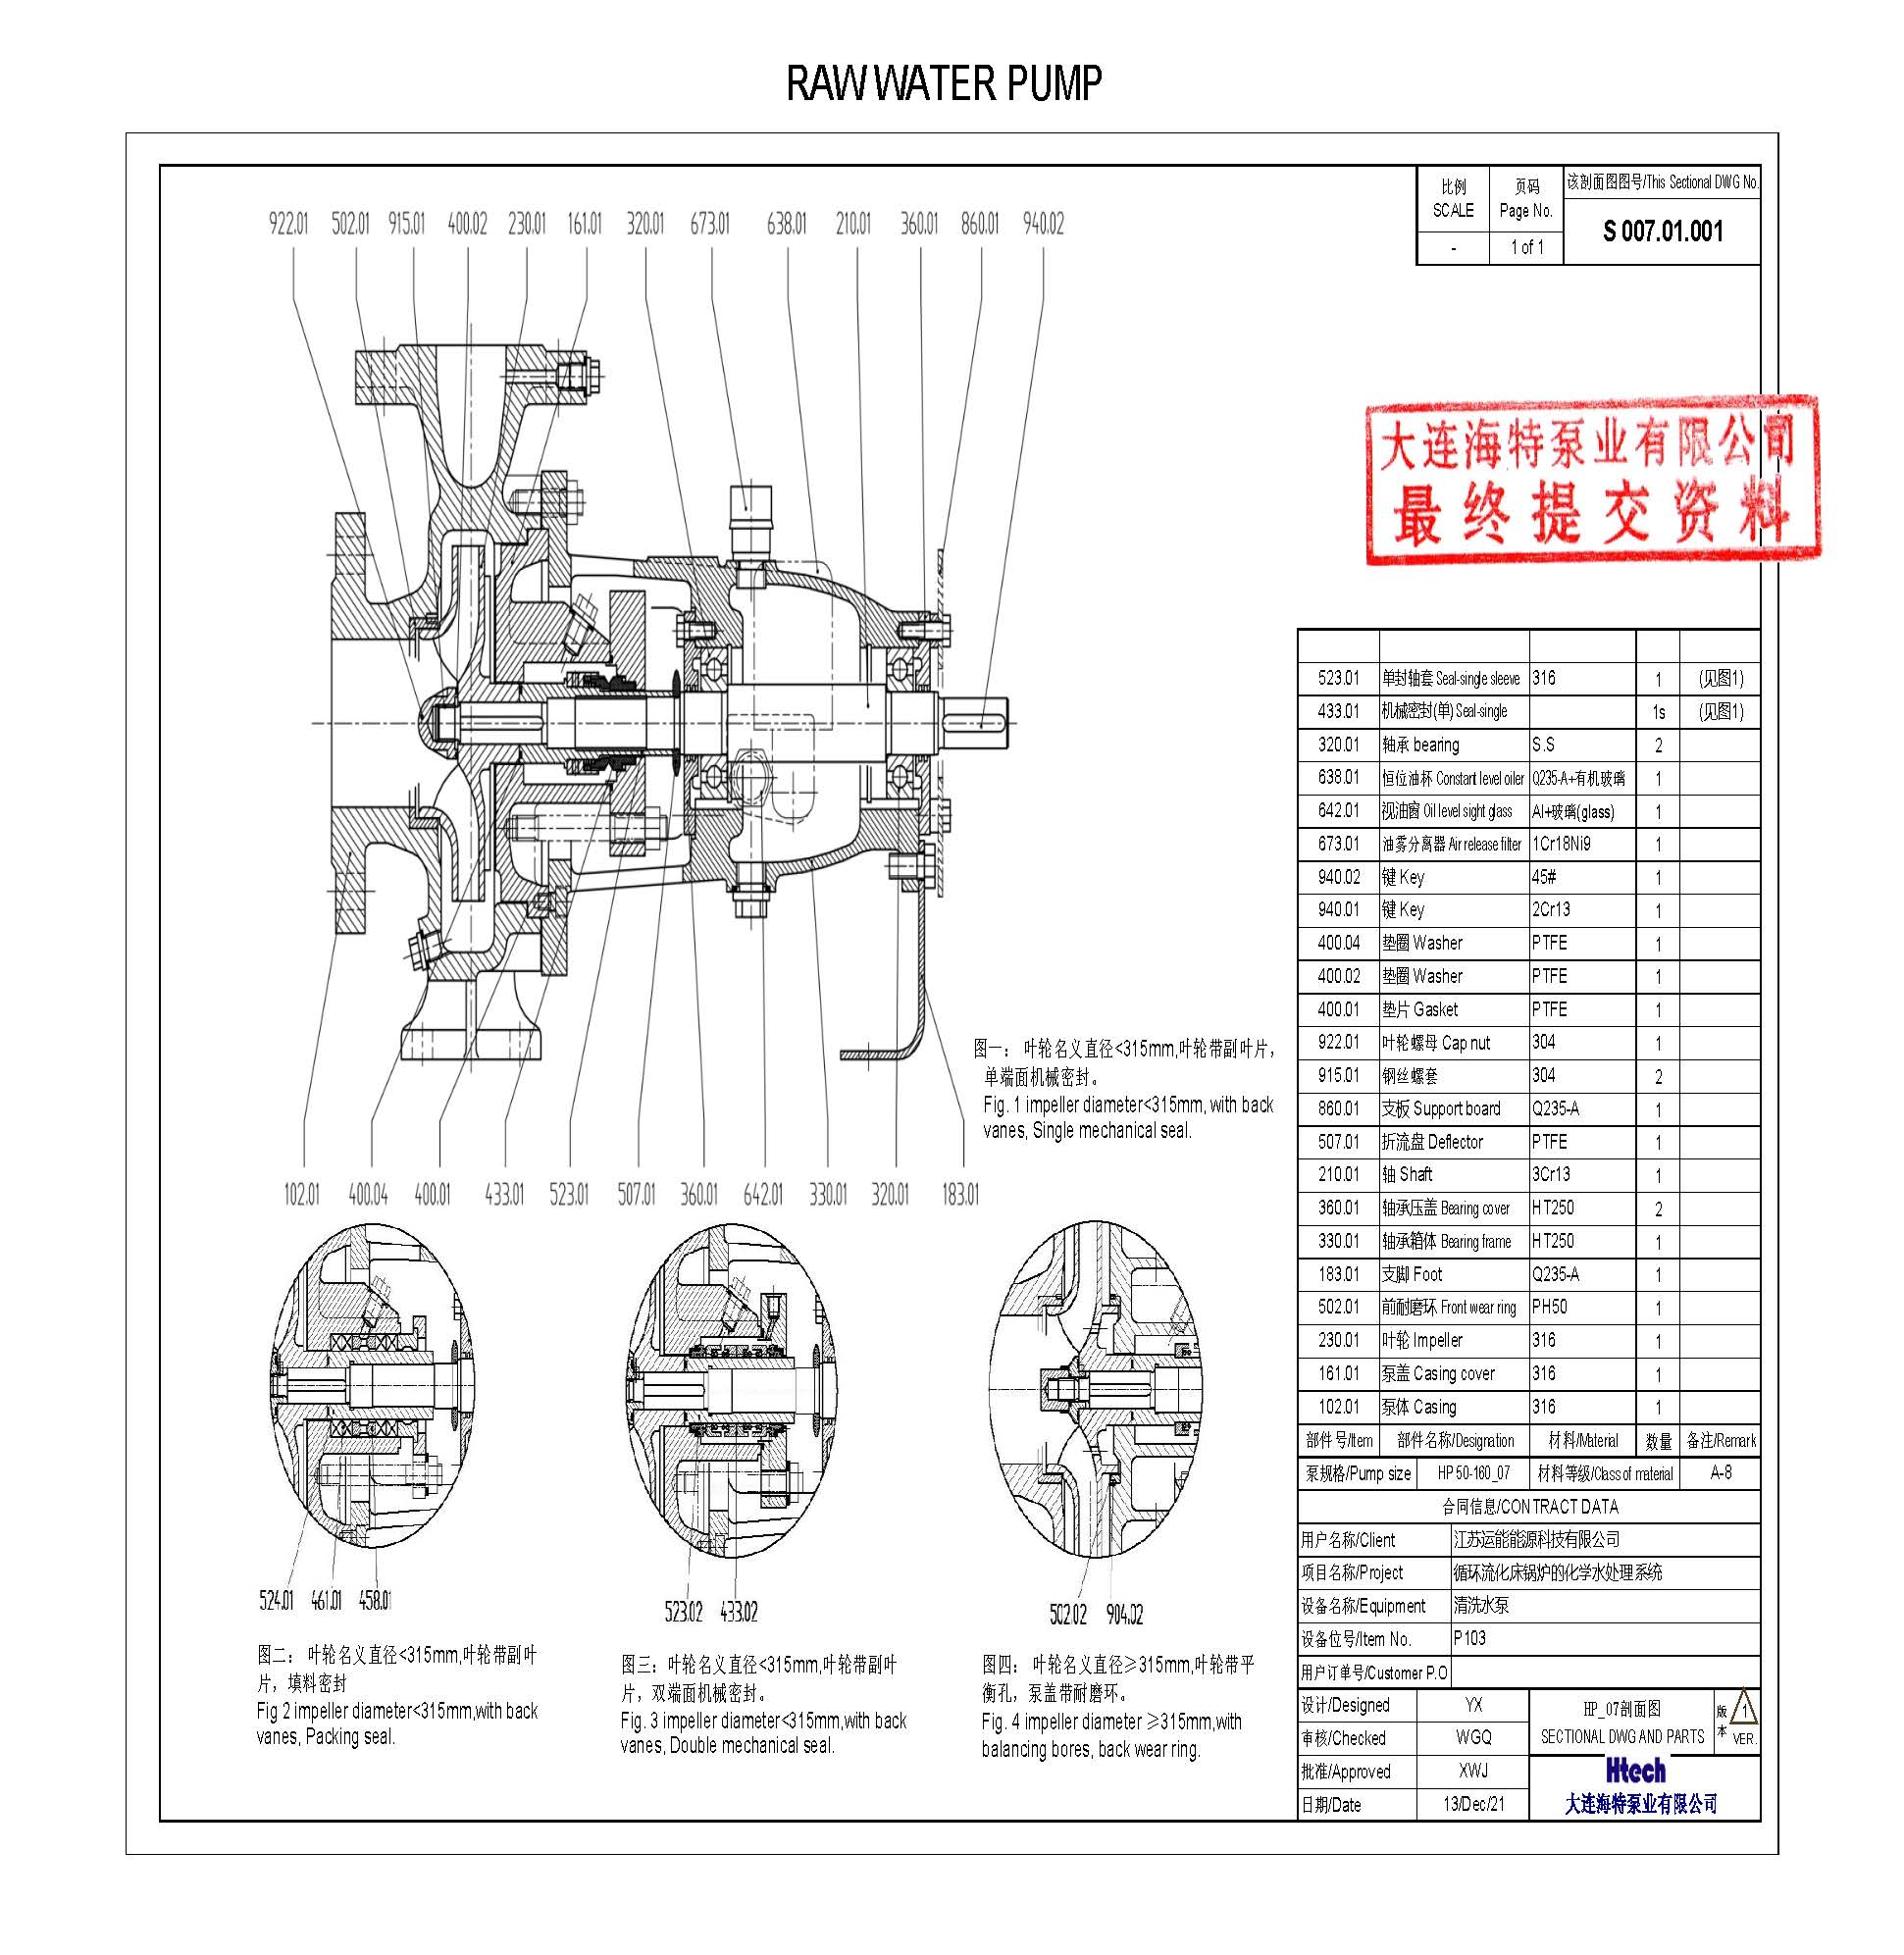 RAW WATER PUMP
比例 页码 该剖面图图号/This Sectional DWG No.
SCALE Page No. S 007.01.001
- 1 of 1
922.01 502.01 915.01 400.02 230.01 161.01 320.01 673.01 638.01 210.01 360.01 860.01 940.02
大连海特泵业有限公司
最终提交资料
523.01 单封轴套 Seal-single sleeve 316 1 (见图1)
433.01 机械密封(单) Seal-single 1s (见图1)
320.01 轴承 bearing S.S 2
638.01 恒位油杯 Constant level oiler Q235-A+有机玻璃 1
642.01 视油窗 Oil level sight glass Al+玻璃(glass) 1
673.01 油雾分离器 Air release filter 1Cr18Ni9 1
940.02 键 Key 45# 1
940.01 键 Key 2Cr13 1
400.04 垫圈 Washer PTFE 1
400.02 垫圈 Washer PTFE 1
400.01 垫片 Gasket PTFE 1
922.01 叶轮螺母 Cap nut 304 1
915.01 钢丝螺套 304 2
860.01 支板 Support board Q235-A 1
507.01 折流盘 Deflector PTFE 1
210.01 轴 Shaft 3Cr13 1
360.01 轴承压盖 Bearing cover HT250 2
330.01 轴承箱体 Bearing frame HT250 1
183.01 支脚 Foot Q235-A 1
502.01 前耐磨环 Front wear ring PH50 1
230.01 叶轮 Impeller 316 1
161.01 泵盖 Casing cover 316 1
102.01 泵体 Casing 316 1
部件号/Item 部件名称/Designation 材料/Material 数量 备注/Remark
泵规格/Pump size HP 50-160_07 材料等级/Class of material A-8
合同信息/CONTRACT DATA
用户名称/Client 江苏运能能源科技有限公司
项目名称/Project 循环流化床锅炉的化学水处理系统
设备名称/Equipment 清洗水泵
设备位号/Item No. P103
用户订单号/Customer P.O
设计/Designed YX HP_07剖面图 版本 1
审核/Checked WGQ SECTIONAL DWG AND PARTS VER.
批准/Approved XWJ Htech
日期/Date 13/Dec/21 大连海特泵业有限公司
图一： 叶轮名义直径<315mm,叶轮带副叶片，
单端面机械密封。
Fig. 1 impeller diameter<315mm, with back
vanes, Single mechanical seal.
102.01 400.04 400.01 433.01 523.01 507.01 360.01 642.01 330.01 320.01 183.01
524.01 461.01 458.01
图二： 叶轮名义直径<315mm,叶轮带副叶
片，填料密封
Fig 2 impeller diameter<315mm,with back
vanes, Packing seal.
523.02 433.02
图三：叶轮名义直径<315mm,叶轮带副叶
片，双端面机械密封。
Fig. 3 impeller diameter<315mm,with back
vanes, Double mechanical seal.
502.02 904.02
图四： 叶轮名义直径≥315mm,叶轮带平
衡孔，泵盖带耐磨环。
Fig. 4 impeller diameter ≥315mm,with
balancing bores, back wear ring.